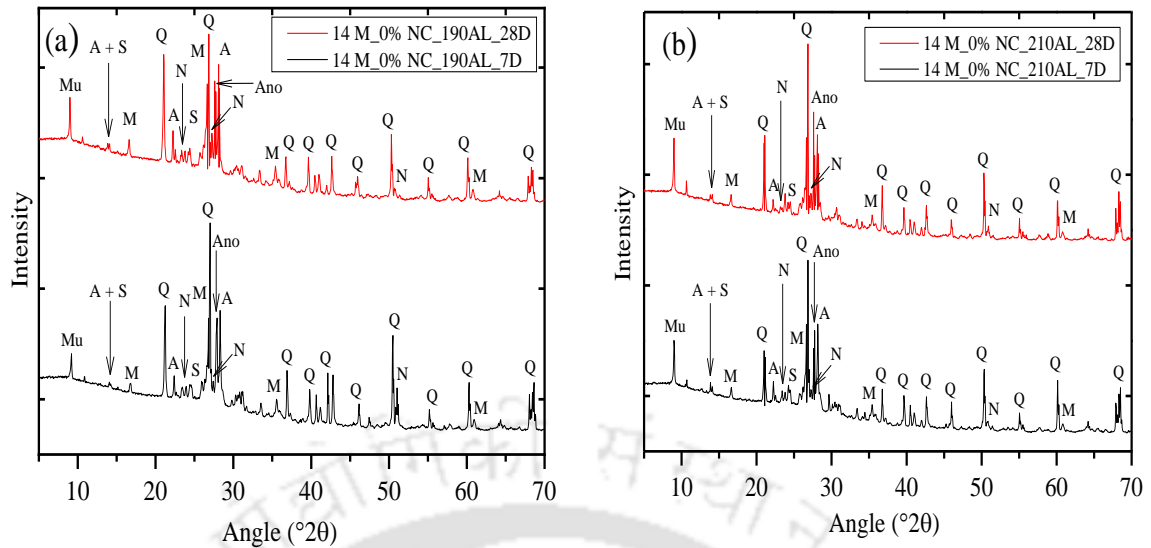 (a)
14 M_0% NC_190AL_28D
14 M_0% NC_190AL_7D
Q
Q
A + S
N
M
A
Ano
Mu
M
A
S
N
M
Q
Q
Q
Q
Q
N
Q
Q
M
Q
Q
Ano
A + S
Q
N
M
A
Mu
M
A
S
N
M
Q
Q
Q
Q
Q
N
Q
Q
M
Q
Intensity
10 20 30 40 50 60 70
Angle (°2θ)
(b)
14 M_0% NC_210AL_28D
14 M_0% NC_210AL_7D
Q
N
Ano
A + S
Q
A
Mu
N
M
A
S
M
Q
Q
Q
Q
Q
N
Q
Q
M
Q
Q
Ano
N
A + S
A
Mu
Q
M
N
M
A
S
M
Q
Q
Q
Q
Q
N
Q
Q
M
Q
Intensity
10 20 30 40 50 60 70
Angle (°2θ)